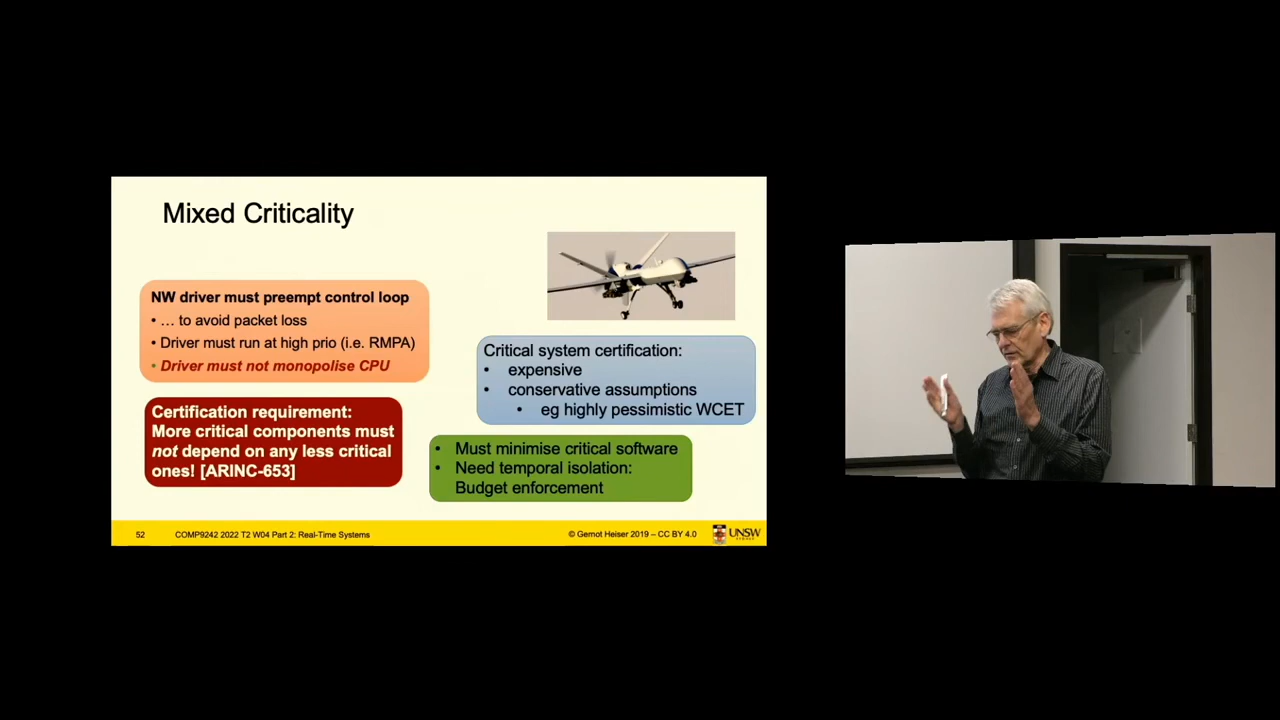 Mixed Criticality
NW driver must preempt control loop
• … to avoid packet loss
• Driver must run at high prio (i.e. RMPA)
• Driver must not monopolise CPU
Critical system certification:
• expensive
• conservative assumptions
• eg highly pessimistic WCET
Certification requirement:
More critical components must
not depend on any less critical
ones! [ARINC-653]
• Must minimise critical software
• Need temporal isolation:
Budget enforcement
52
COMP9242 2022 T2 W04 Part 2: Real-Time Systems
© Gernot Heiser 2019 – CC BY 4.0
UNSW
SYDNEY